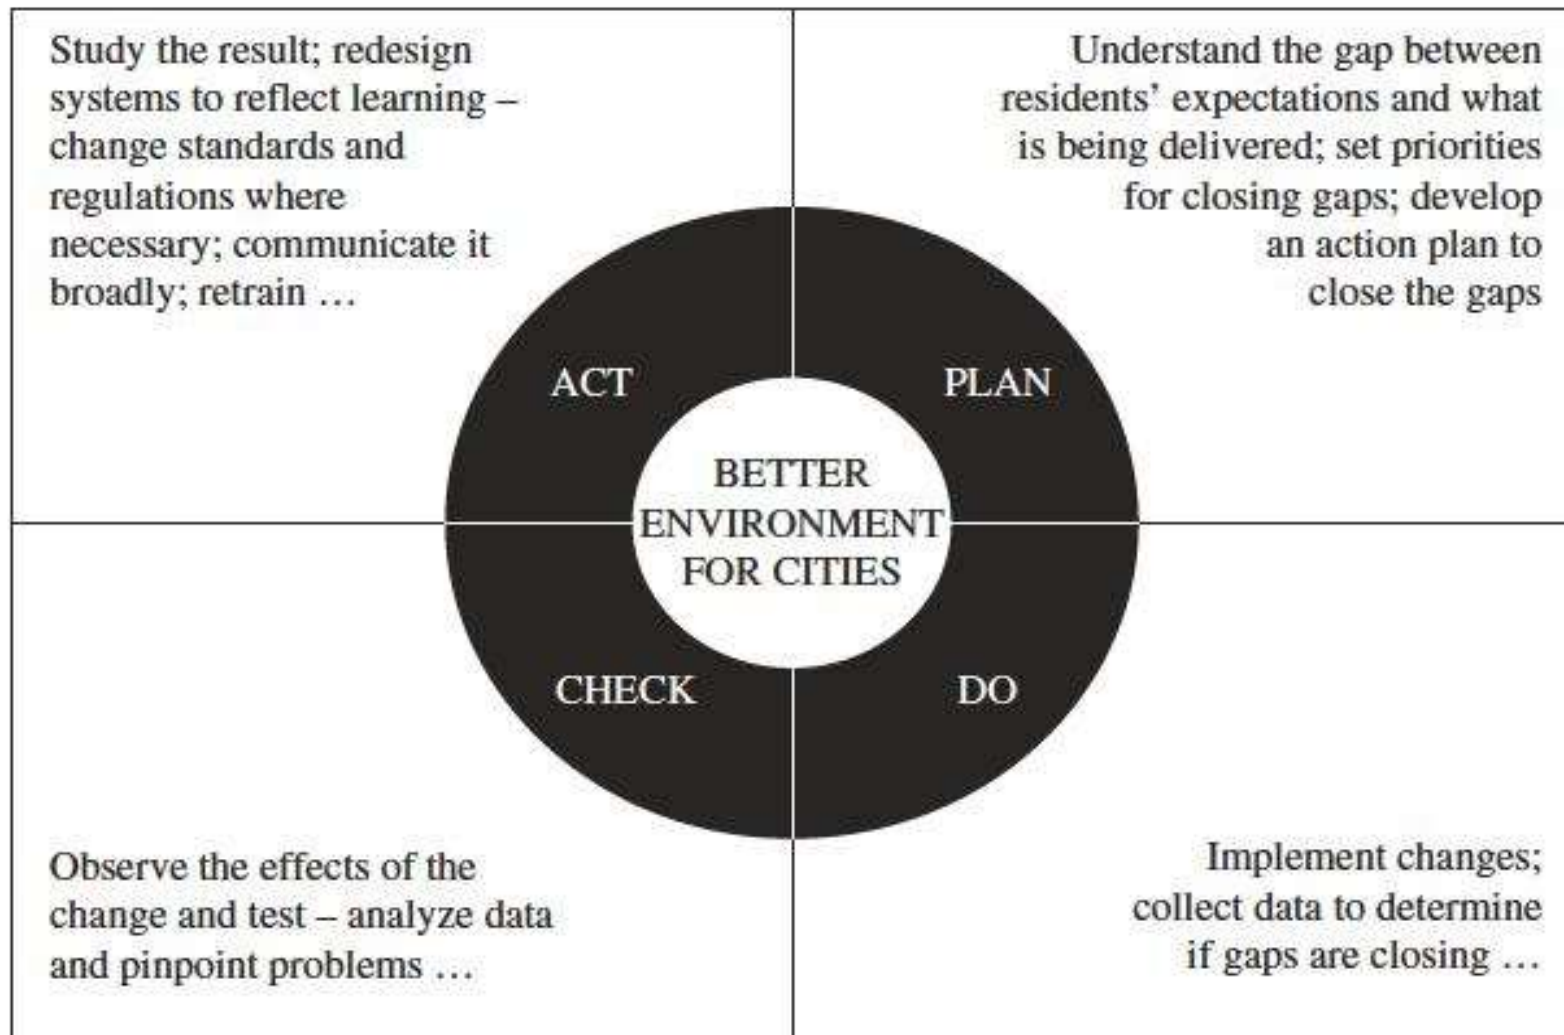 Study the result; redesign
systems to reflect learning –
change standards and
regulations where
necessary; communicate it
broadly; retrain …
Understand the gap between
residents’ expectations and what
is being delivered; set priorities
for closing gaps; develop
an action plan to
close the gaps
ACT
PLAN
BETTER
ENVIRONMENT
FOR CITIES
CHECK
DO
Observe the effects of the
change and test – analyze data
and pinpoint problems …
Implement changes;
collect data to determine
if gaps are closing …